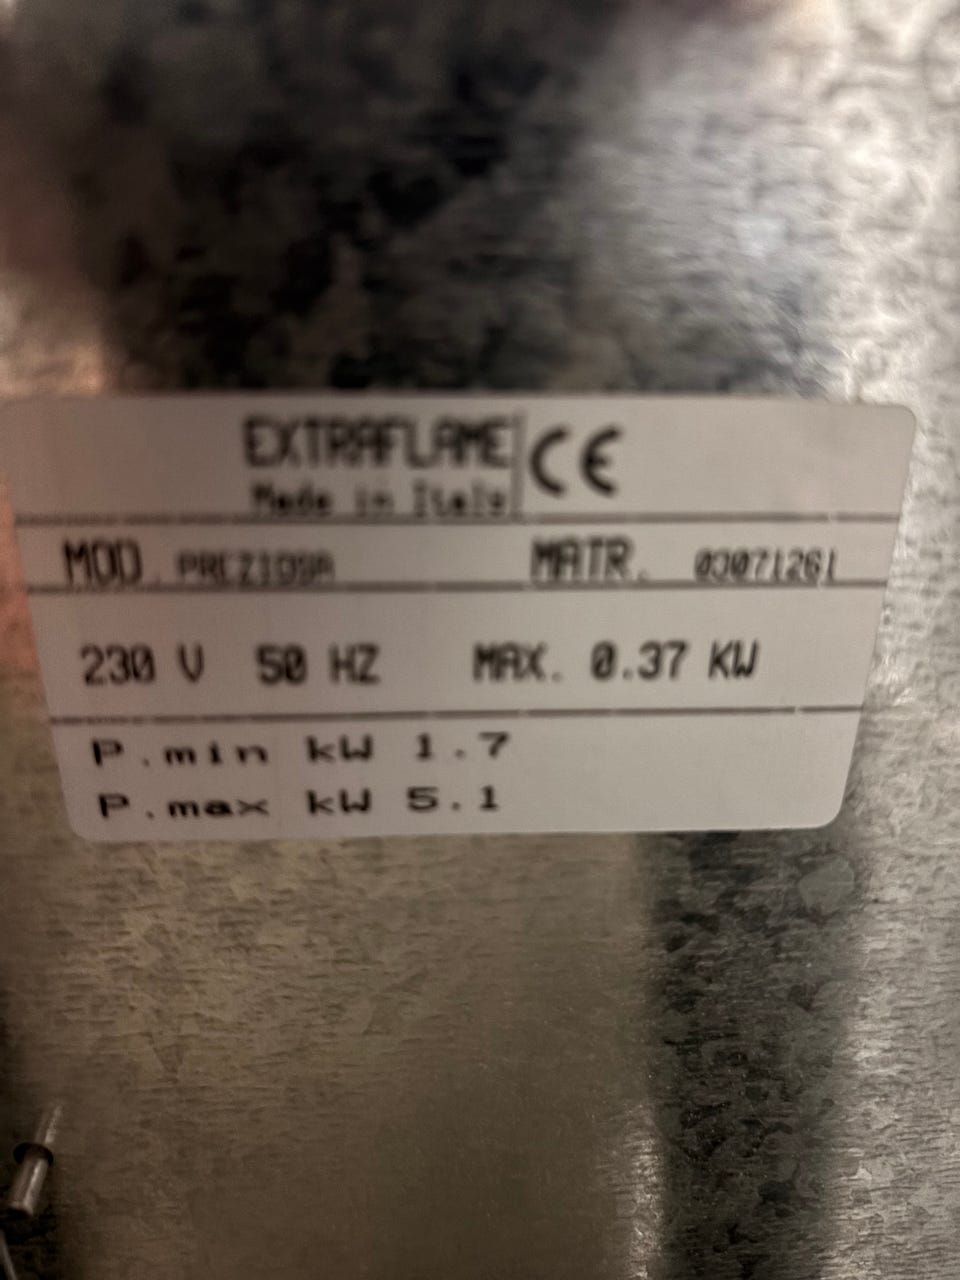 EXTRAFLAME CE
Made in Italy
MOD. PREZIOSA MATR. 03071261
230 V 50 HZ MAX. 0.37 KW
P.min kW 1.7
P.max kW 5.1